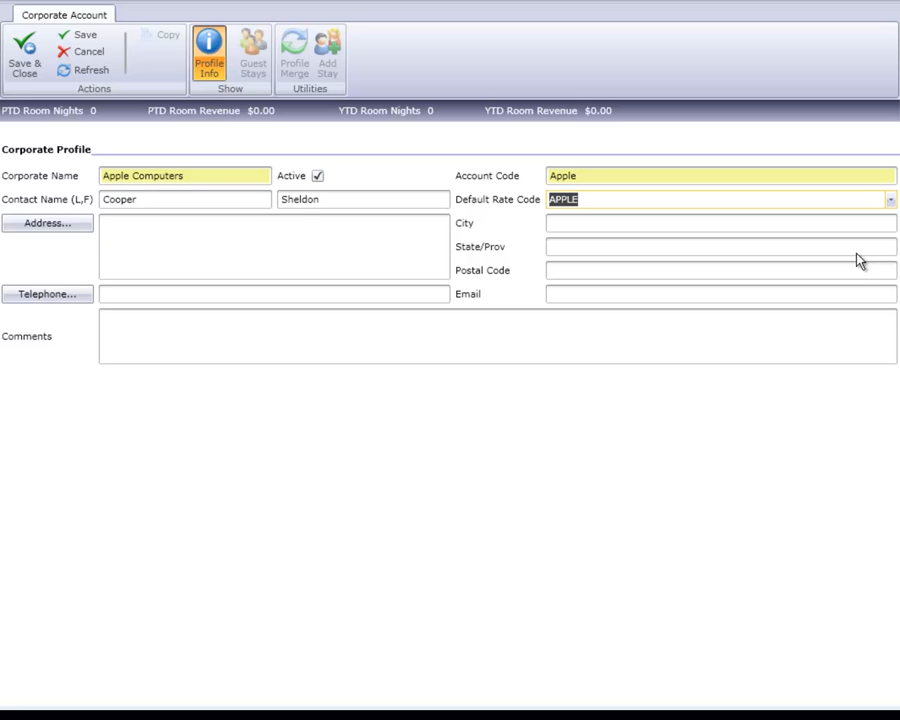 Corporate Account
Save & Close
Save
Cancel
Refresh
Copy
Actions
Profile Info
Guest Stays
Show
Profile Merge
Add Stay
Utilities
PTD Room Nights 0 PTD Room Revenue $0.00 YTD Room Nights 0 YTD Room Revenue $0.00
Corporate Profile
Corporate Name Apple Computers Active Account Code Apple
Contact Name (L,F) Cooper Sheldon Default Rate Code APPLE
Address... City
State/Prov
Postal Code
Telephone... Email
Comments